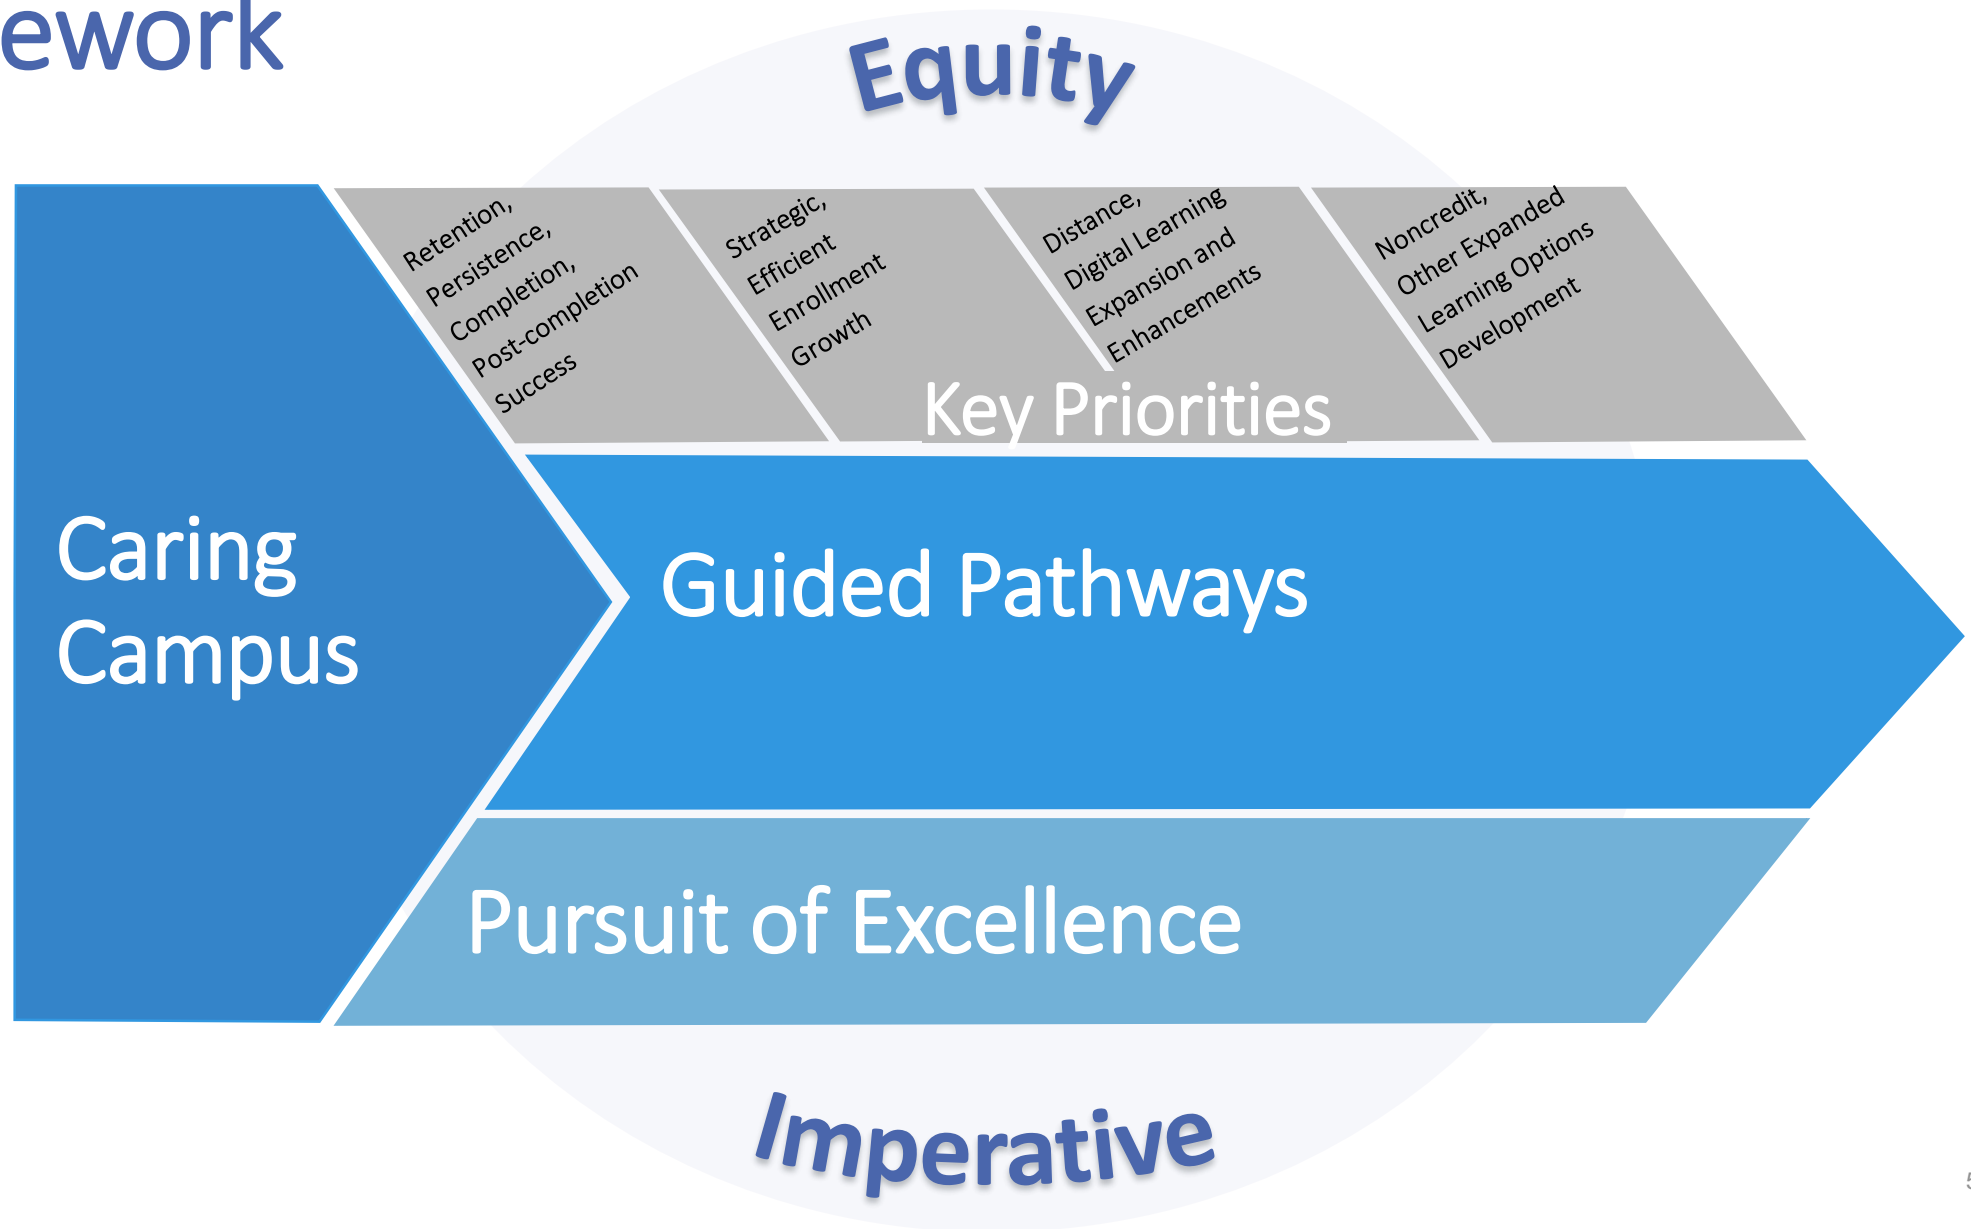 ework
Equity
Retention,
Persistence,
Completion,
Post-completion
Success
Strategic,
Efficient
Enrollment
Growth
Distance,
Digital Learning
Expansion and
Enhancements
Noncredit,
Other Expanded
Learning Options
Development
Key Priorities
Caring
Campus
Guided Pathways
Pursuit of Excellence
Imperative